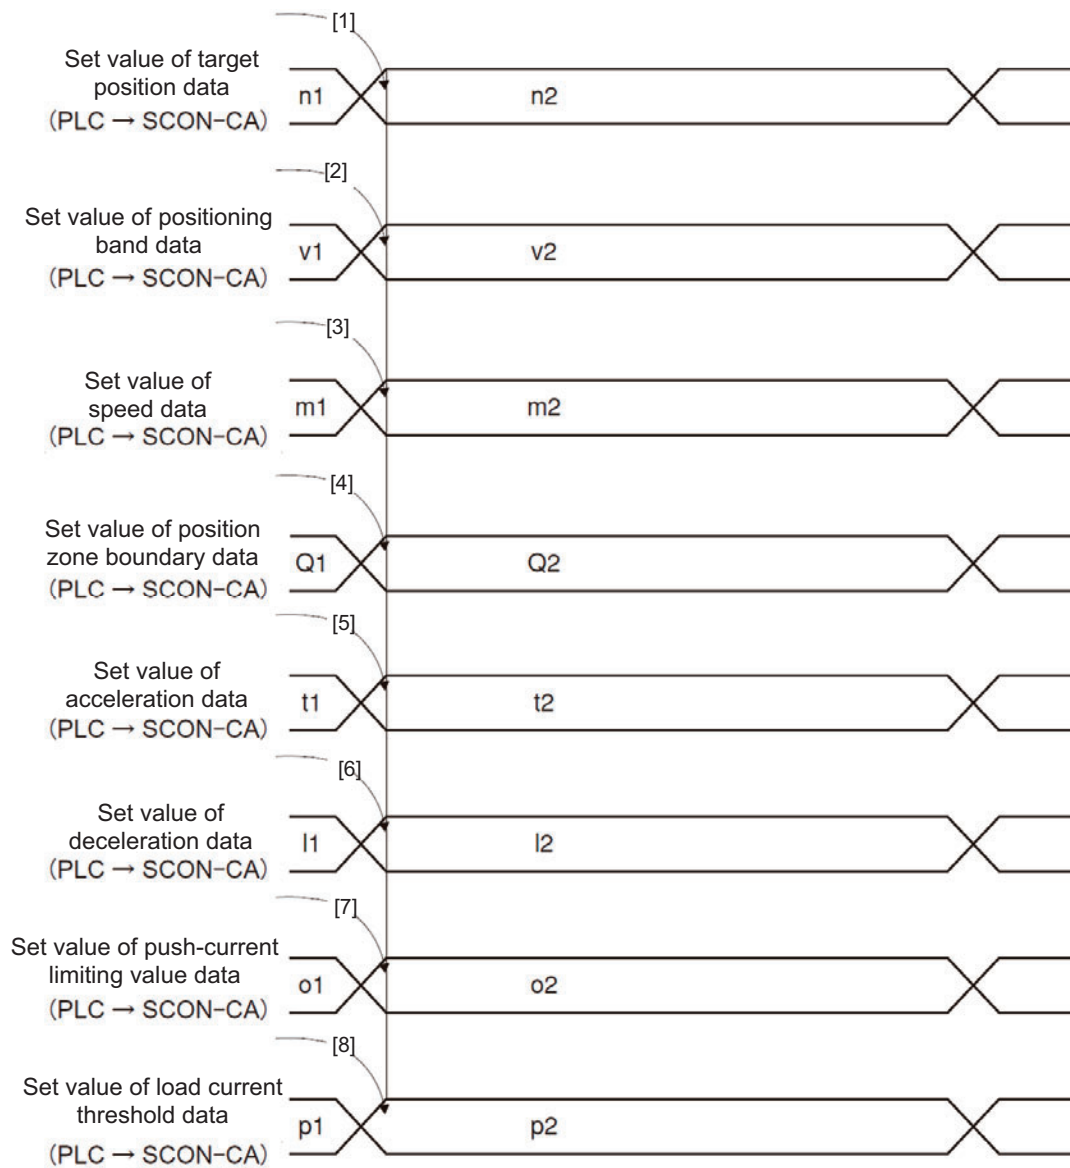 [1]
Set value of target
position data
(PLC → SCON-CA)
n1
n2
[2]
Set value of positioning
band data
(PLC → SCON-CA)
v1
v2
[3]
Set value of
speed data
(PLC → SCON-CA)
m1
m2
[4]
Set value of position
zone boundary data
(PLC → SCON-CA)
Q1
Q2
[5]
Set value of
acceleration data
(PLC → SCON-CA)
t1
t2
[6]
Set value of
deceleration data
(PLC → SCON-CA)
l1
l2
[7]
Set value of push-current
limiting value data
(PLC → SCON-CA)
o1
o2
[8]
Set value of load current
threshold data
(PLC → SCON-CA)
p1
p2